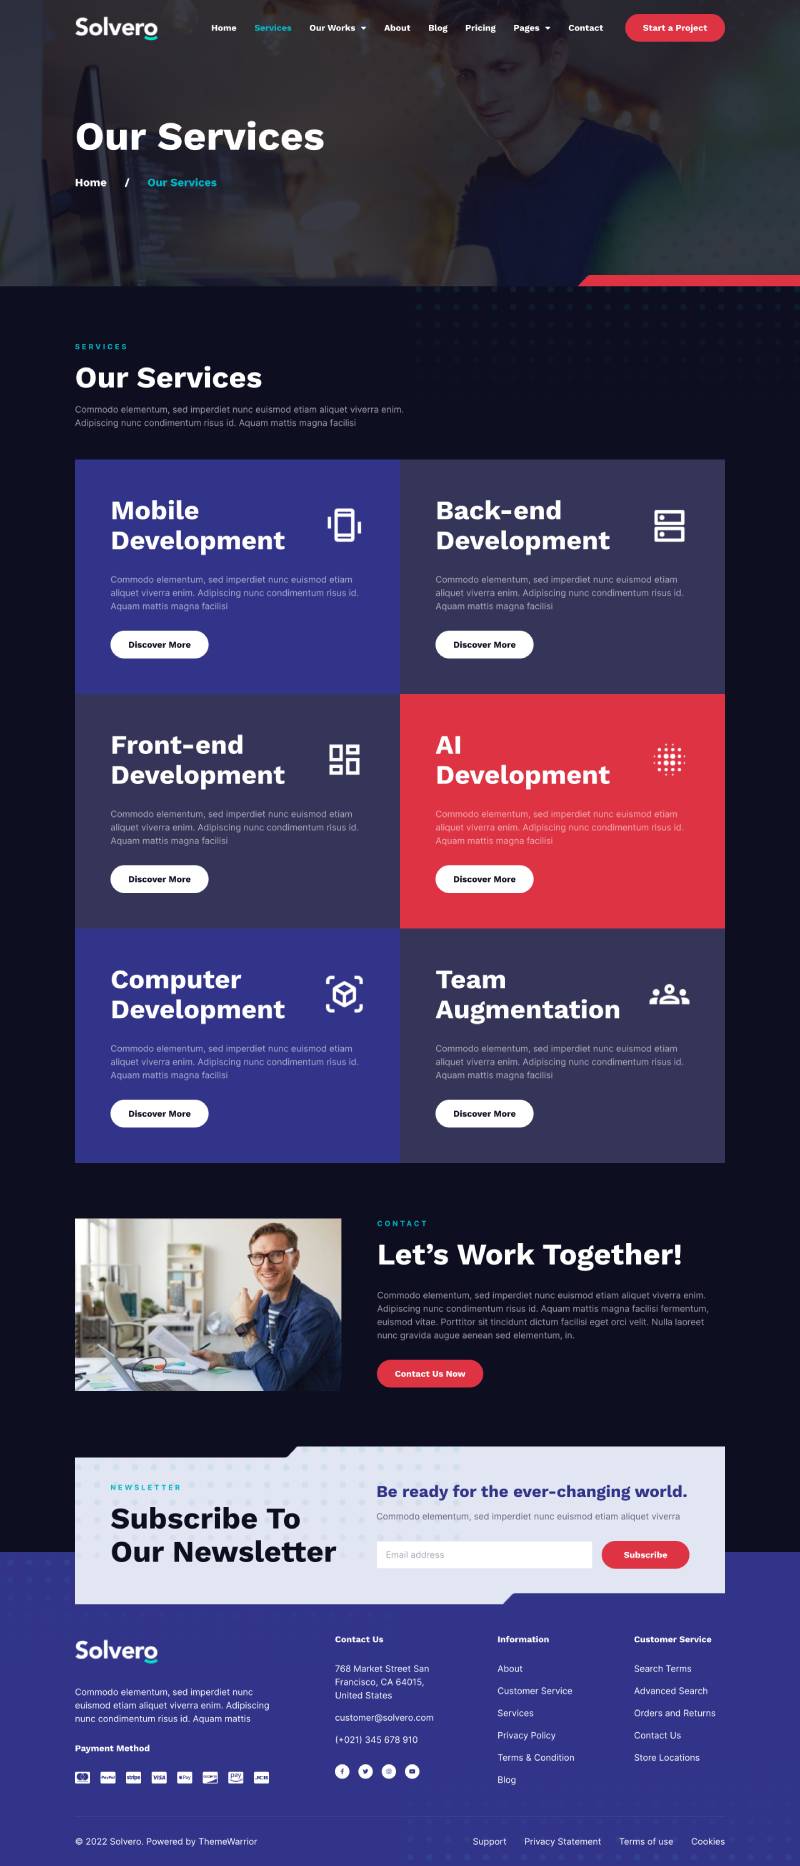 Solvero
Home Services Our Works About Blog Pricing Pages Contact Start a Project
Our Services
Home / Our Services
SERVICES
Our Services
Commodo elementum, sed imperdiet nunc euismod etiam aliquet viverra enim.
Adipiscing nunc condimentum risus id. Aquam mattis magna facilisi
Mobile
Development
Commodo elementum, sed imperdiet nunc euismod etiam
aliquet viverra enim. Adipiscing nunc condimentum risus id.
Aquam mattis magna facilisi
Discover More
Back-end
Development
Commodo elementum, sed imperdiet nunc euismod etiam
aliquet viverra enim. Adipiscing nunc condimentum risus id.
Aquam mattis magna facilisi
Discover More
Front-end
Development
Commodo elementum, sed imperdiet nunc euismod etiam
aliquet viverra enim. Adipiscing nunc condimentum risus id.
Aquam mattis magna facilisi
Discover More
AI
Development
Commodo elementum, sed imperdiet nunc euismod etiam
aliquet viverra enim. Adipiscing nunc condimentum risus id.
Aquam mattis magna facilisi
Discover More
Computer
Development
Commodo elementum, sed imperdiet nunc euismod etiam
aliquet viverra enim. Adipiscing nunc condimentum risus id.
Aquam mattis magna facilisi
Discover More
Team
Augmentation
Commodo elementum, sed imperdiet nunc euismod etiam
aliquet viverra enim. Adipiscing nunc condimentum risus id.
Aquam mattis magna facilisi
Discover More
CONTACT
Let's Work Together!
Commodo elementum, sed imperdiet nunc euismod etiam aliquet viverra enim.
Adipiscing nunc condimentum risus id. Aquam mattis magna facilisi fermentum,
euismod vitae. Porttitor sit tincidunt dictum facilisi eget orci velit. Nulla laoreet
nunc gravida augue aenean sed elementum, in.
Contact Us Now
NEWSLETTER
Subscribe To
Our Newsletter
Be ready for the ever-changing world.
Commodo elementum, sed imperdiet nunc euismod etiam aliquet viverra
Email address
Subscribe
Solvero
Commodo elementum, sed imperdiet nunc
euismod etiam aliquet viverra enim. Adipiscing
nunc condimentum risus id. Aquam mattis
Payment Method
PayPal stripe VISA Pay pay JCB
Contact Us
768 Market Street San
Francisco, CA 64015,
United States
customer@solvero.com
(+021) 345 678 910
Information
About
Customer Service
Services
Privacy Policy
Terms & Condition
Blog
Customer Service
Search Terms
Advanced Search
Orders and Returns
Contact Us
Store Locations
© 2022 Solvero. Powered by ThemeWarrior
Support Privacy Statement Terms of use Cookies